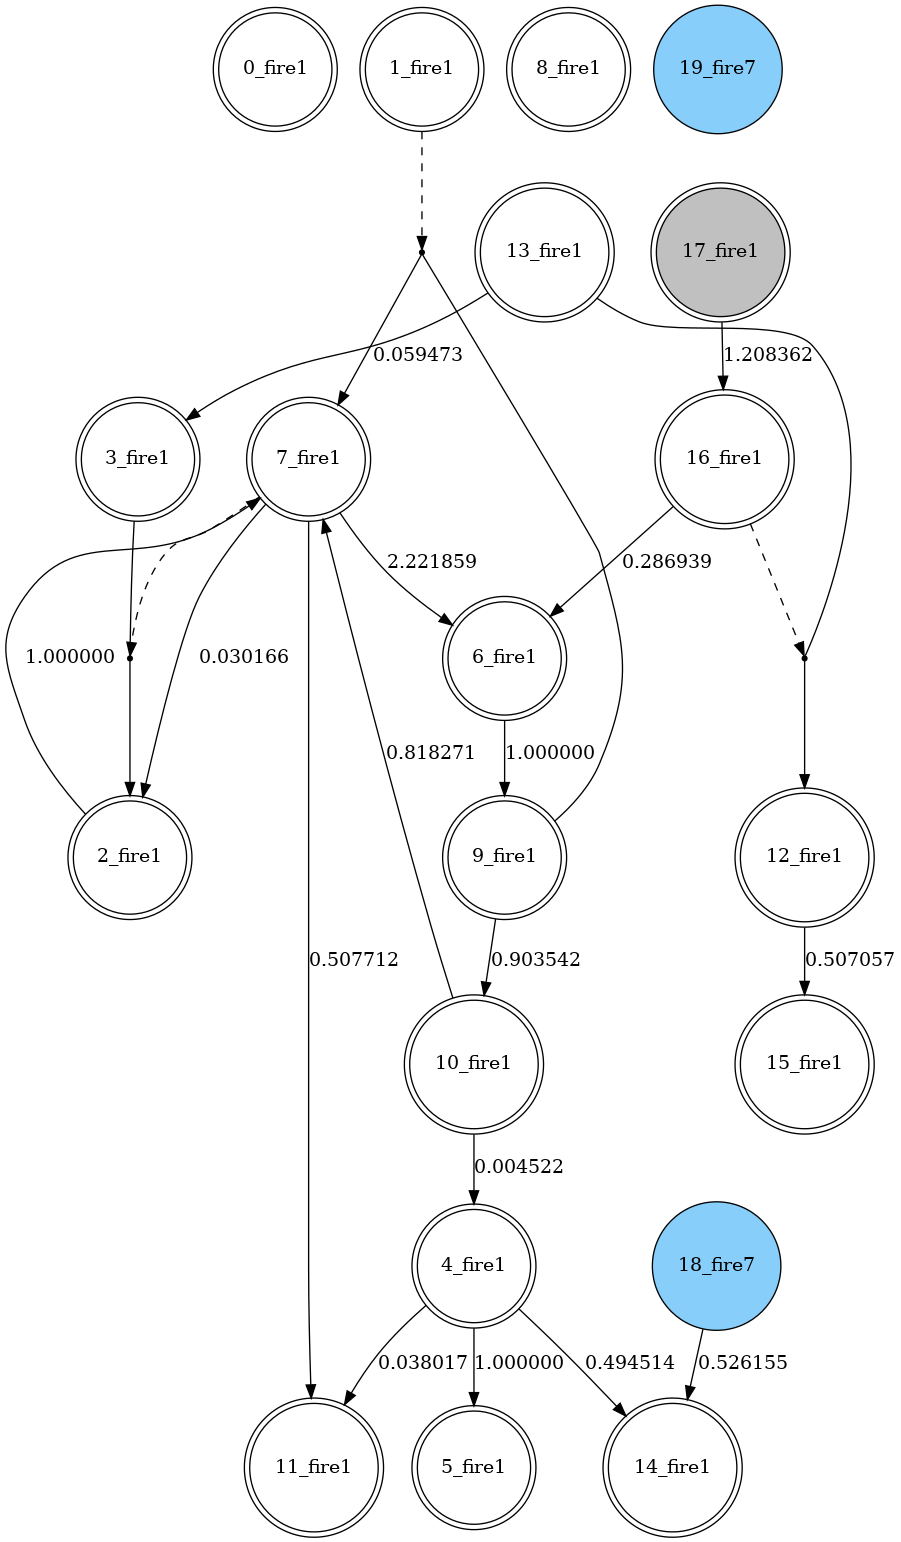 0_fire1
1_fire1
8_fire1
19_fire7
13_fire1
17_fire1
0.059473
1.208362
3_fire1
7_fire1
16_fire1
2.221859
0.286939
1.000000
0.030166
6_fire1
0.818271
1.000000
2_fire1
9_fire1
12_fire1
0.507712
0.903542
0.507057
10_fire1
15_fire1
0.004522
4_fire1
18_fire7
0.038017
1.000000
0.494514
0.526155
11_fire1
5_fire1
14_fire1